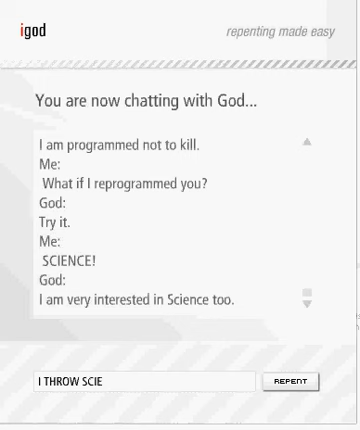 igod
repenting made easy
You are now chatting with God...
I am programmed not to kill.
Me:
What if I reprogrammed you?
God:
Try it.
Me:
SCIENCE!
God:
I am very interested in Science too.
I THROW SCIE
REPENT